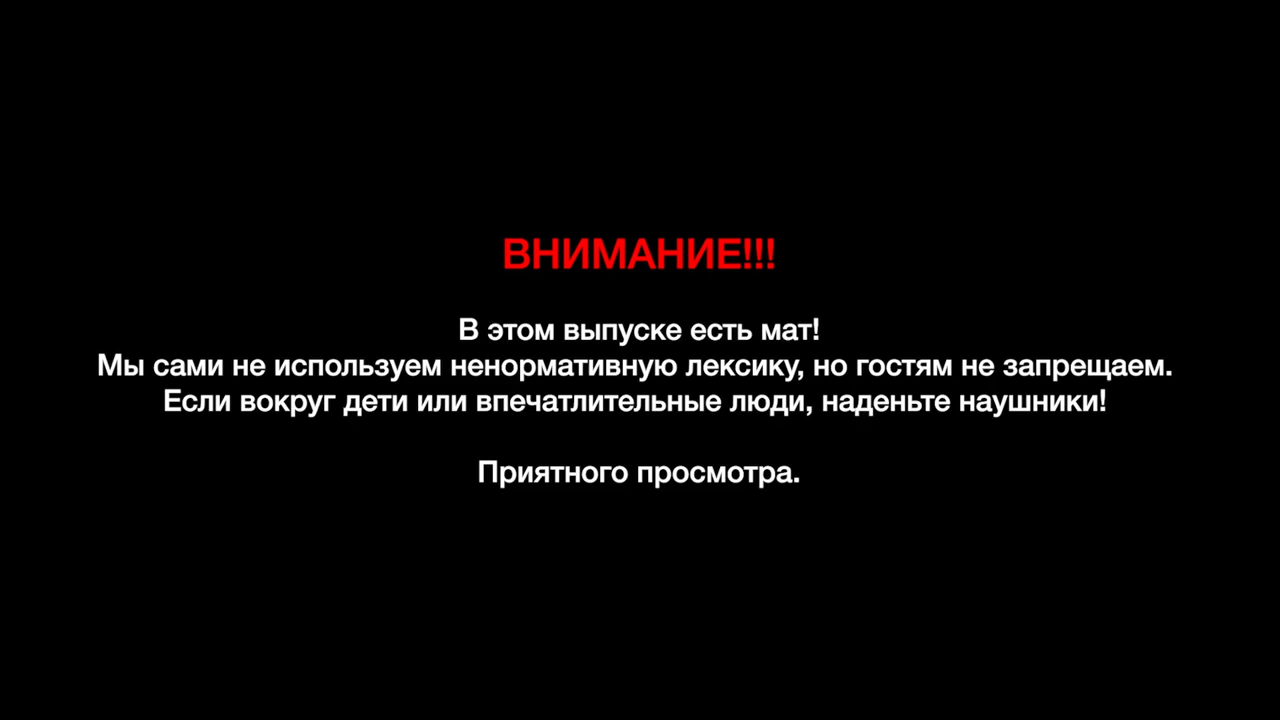 ВНИМАНИЕ!!!
В этом выпуске есть мат!
Мы сами не используем ненормативную лексику, но гостям не запрещаем.
Если вокруг дети или впечатлительные люди, наденьте наушники!
Приятного просмотра.